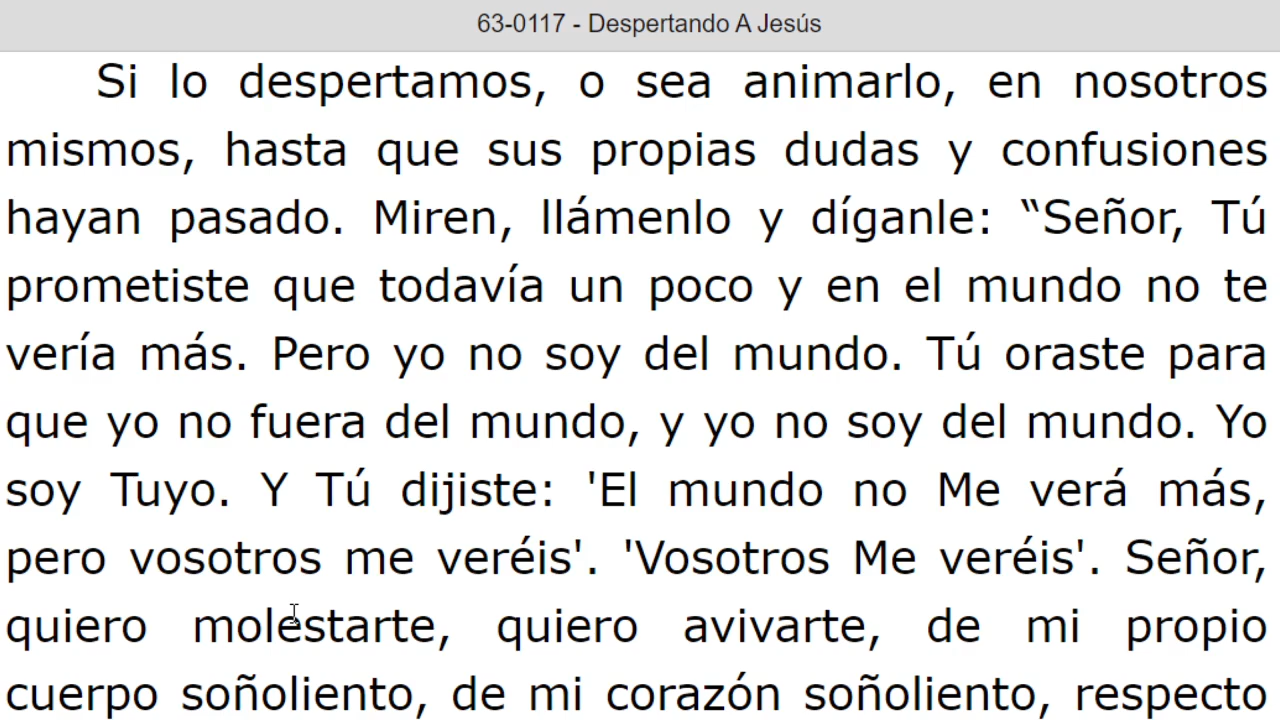 63-0117 - Despertando A Jesús
Si lo despertamos, o sea animarlo, en nosotros
mismos, hasta que sus propias dudas y confusiones
hayan pasado. Miren, llámenlo y díganle: “Señor, Tú
prometiste que todavía un poco y en el mundo no te
vería más. Pero yo no soy del mundo. Tú oraste para
que yo no fuera del mundo, y yo no soy del mundo. Yo
soy Tuyo. Y Tú dijiste: 'El mundo no Me verá más,
pero vosotros me veréis'. 'Vosotros Me veréis'. Señor,
quiero molestarte, quiero avivarte, de mi propio
cuerpo soñoliento, de mi corazón soñoliento, respecto